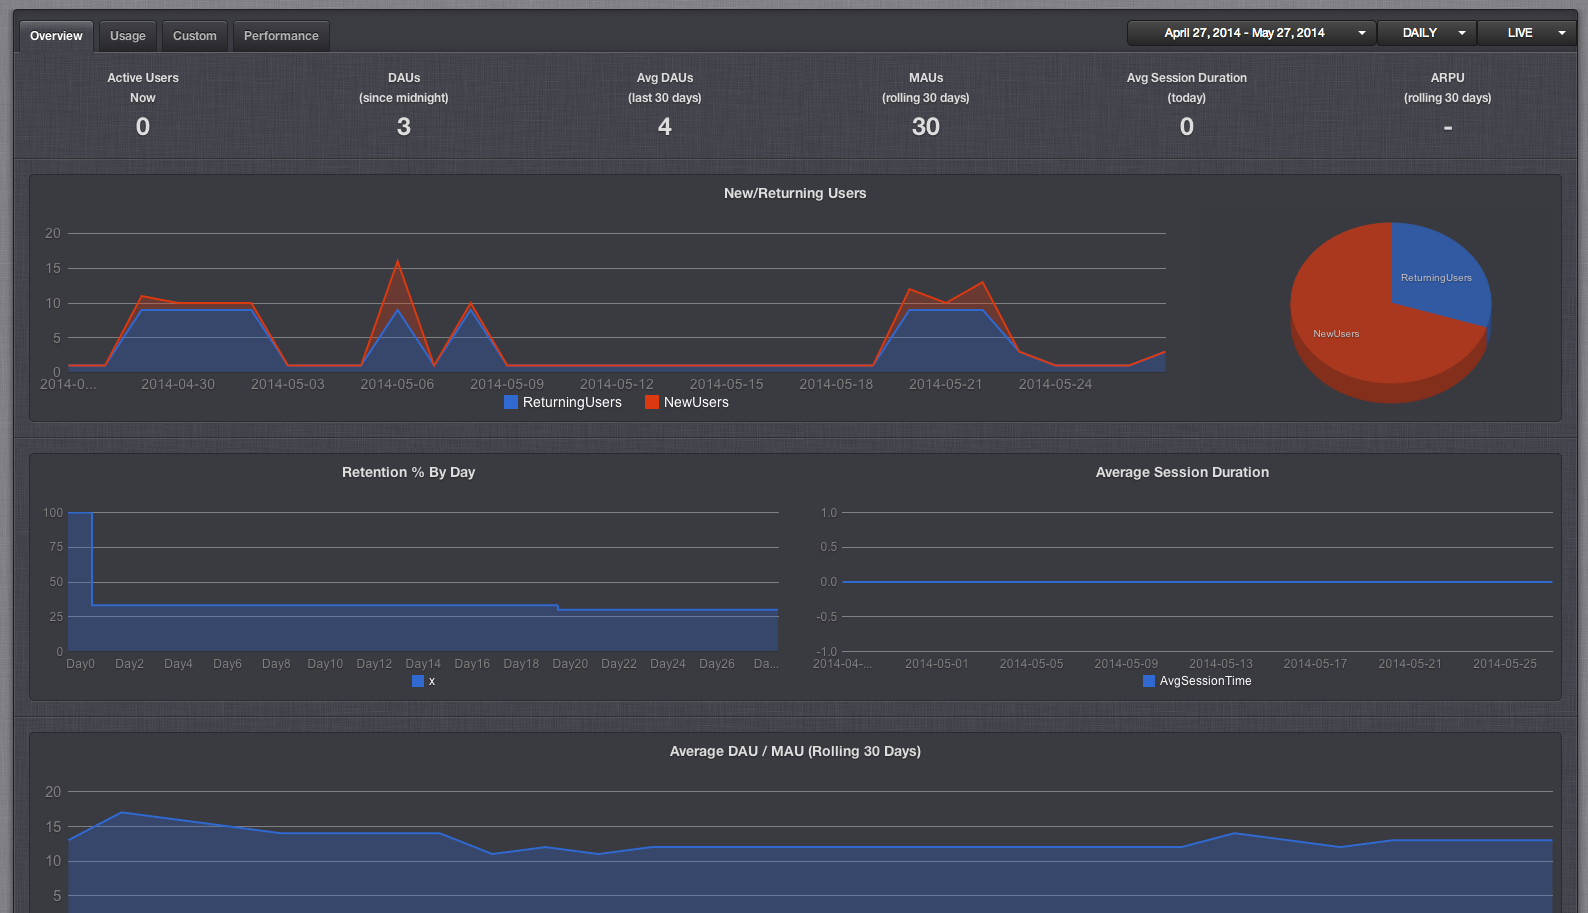 Overview Usage Custom Performance April 27, 2014 - May 27, 2014 DAILY LIVE
Active Users DAUs Avg DAUs MAUs Avg Session Duration ARPU
Now (since midnight) (last 30 days) (rolling 30 days) (today) (rolling 30 days)
0 3 4 30 0 -
New/Returning Users
20
15
10
5
0
2014-0... 2014-04-30 2014-05-03 2014-05-06 2014-05-09 2014-05-12 2014-05-15 2014-05-18 2014-05-21 2014-05-24
ReturningUsers NewUsers
ReturningUsers
NewUsers
Retention % By Day
100
75
50
25
0
Day0 Day2 Day4 Day6 Day8 Day10 Day12 Day14 Day16 Day18 Day20 Day22 Day24 Day26 Da...
x
Average Session Duration
1.0
0.5
0.0
-0.5
-1.0
2014-04-... 2014-05-01 2014-05-05 2014-05-09 2014-05-13 2014-05-17 2014-05-21 2014-05-25
AvgSessionTime
Average DAU / MAU (Rolling 30 Days)
20
15
10
5